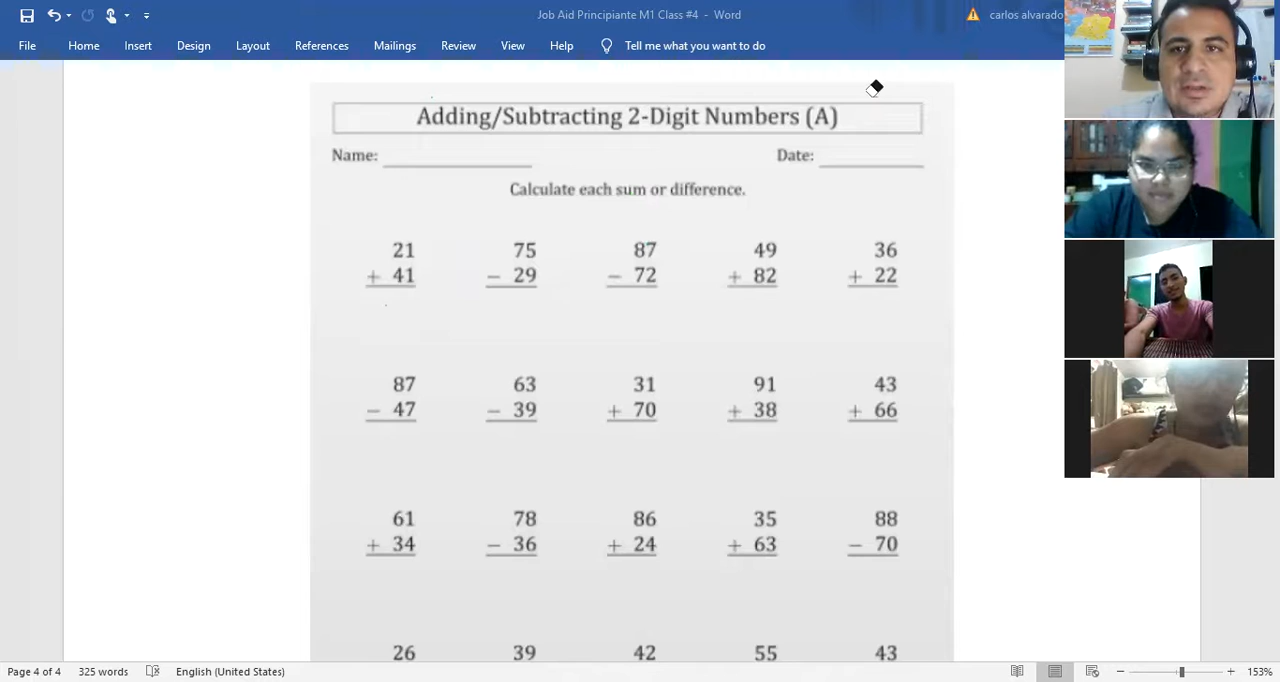 Job Aid Principiante M1 Class #4 - Word
carlos alvarado
File Home Insert Design Layout References Mailings Review View Help Tell me what you want to do
Adding/Subtracting 2-Digit Numbers (A)
Name: ____________ Date: ____________
Calculate each sum or difference.
21 75 87 49 36
+ 41 − 29 − 72 + 82 + 22
87 63 31 91 43
− 47 − 39 + 70 + 38 + 66
61 78 86 35 88
+ 34 − 36 + 24 + 63 − 70
26 39 42 55 43
Page 4 of 4 325 words English (United States) 153%